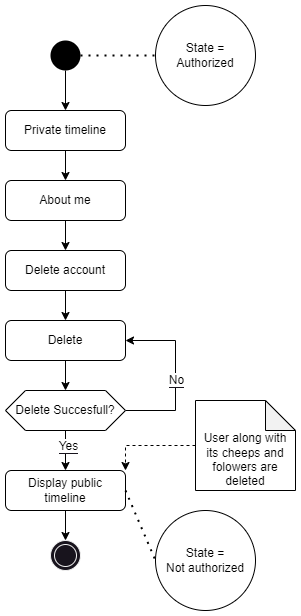 State =
Authorized
Private timeline
About me
Delete account
Delete
No
Delete Succesfull?
Yes
User along with
its cheeps and
folowers are
deleted
Display public
timeline
State =
Not authorized